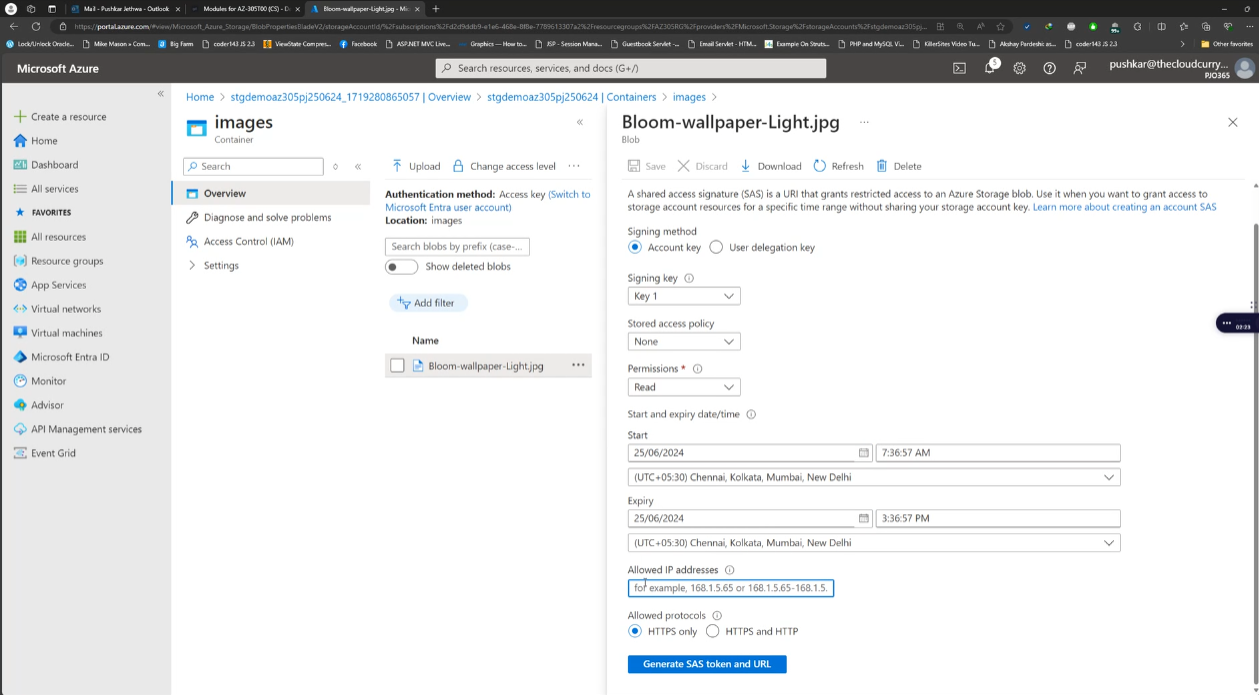 Mail - Pushkar Jethwa - Outlook
Modules for AZ-305T00 (CS) - D
Bloom-wallpaper-Light.jpg - Mi
https://portal.azure.com/#view/Microsoft_Azure_Storage/BlobPropertiesBladeV2/storageAccountId/%2Fsubscriptions%2F
Lock/Unlock Oracle...
Mike Mason » Com...
Big Farm
coder143 JS 2.3
ViewState Compres...
Facebook
ASP.NET MVC Live...
Graphics -- How to...
JSP - Session Mana...
Guestbook Servlet -...
Email Servlet - HTM...
Example On Struts...
PHP and MySQL Vi...
KillerSites Video Tu...
Akshay Pardeshi: as...
coder143 JS 2.3
Other favorites
Microsoft Azure
Search resources, services, and docs (G+/)
5
pushkar@thecloudcurry...
PJO365
Home > stgdemoaz305pj250624_1719280865057 | Overview > stgdemoaz305pj250624 | Containers > images >
Create a resource
Home
Dashboard
All services
FAVORITES
All resources
Resource groups
App Services
Virtual networks
Virtual machines
Microsoft Entra ID
Monitor
Advisor
API Management services
Event Grid
images
Container
Search
Overview
Diagnose and solve problems
Access Control (IAM)
Settings
Upload
Change access level
Authentication method: Access key (Switch to
Microsoft Entra user account)
Location: images
Search blobs by prefix (case-...
Show deleted blobs
Add filter
Name
Bloom-wallpaper-Light.jpg
Bloom-wallpaper-Light.jpg
Blob
Save
Discard
Download
Refresh
Delete
A shared access signature (SAS) is a URI that grants restricted access to an Azure Storage blob. Use it when you want to grant access to
storage account resources for a specific time range without sharing your storage account key. Learn more about creating an account SAS
Signing method
Account key
User delegation key
Signing key
Key 1
Stored access policy
None
Permissions *
Read
Start and expiry date/time
Start
25/06/2024
7:36:57 AM
(UTC+05:30) Chennai, Kolkata, Mumbai, New Delhi
Expiry
25/06/2024
3:36:57 PM
(UTC+05:30) Chennai, Kolkata, Mumbai, New Delhi
Allowed IP addresses
for example, 168.1.5.65 or 168.1.5.65-168.1.5.
Allowed protocols
HTTPS only
HTTPS and HTTP
Generate SAS token and URL